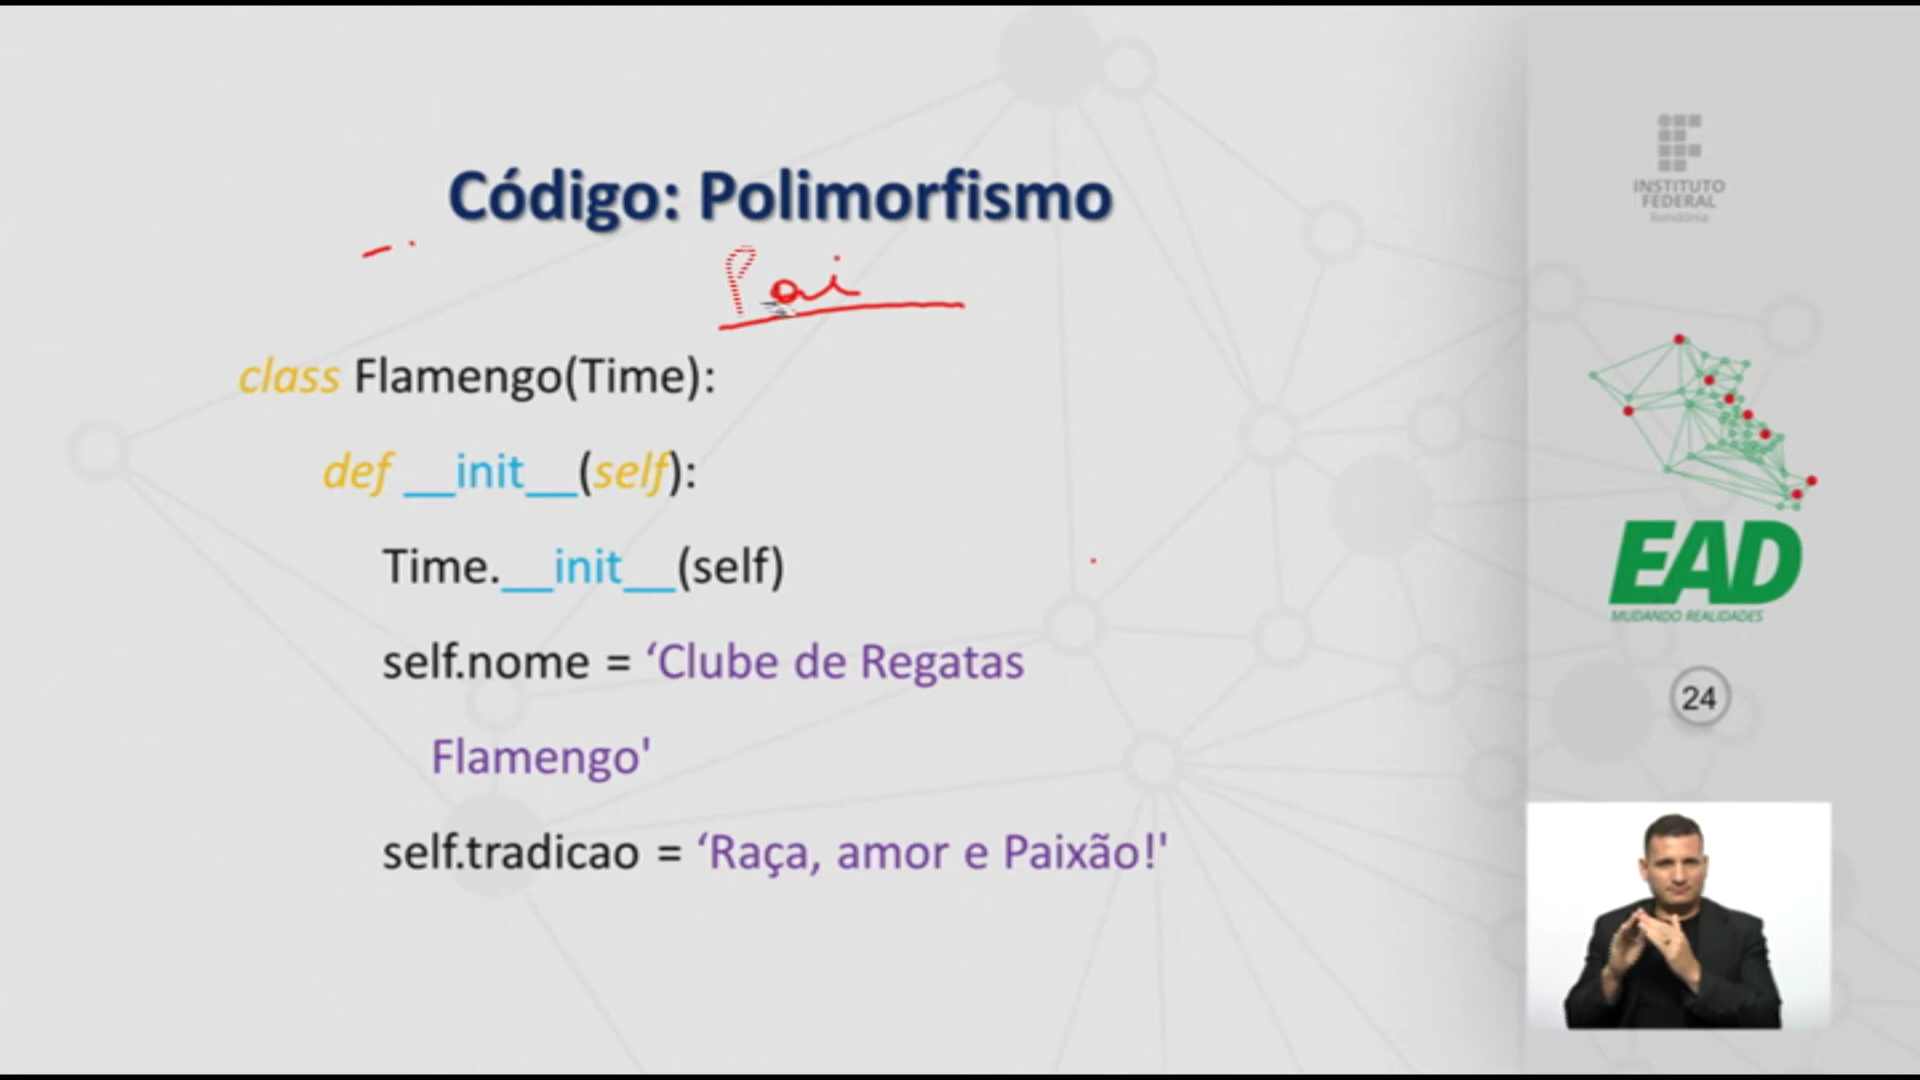 Código: Polimorfismo
Pai
class Flamengo(Time):
def __init__(self):
Time.__init__(self)
self.nome = ‘Clube de Regatas
Flamengo'
self.tradicao = ‘Raça, amor e Paixão!'
INSTITUTO
FEDERAL
Rondônia
EAD
MUDANDO REALIDADES
24